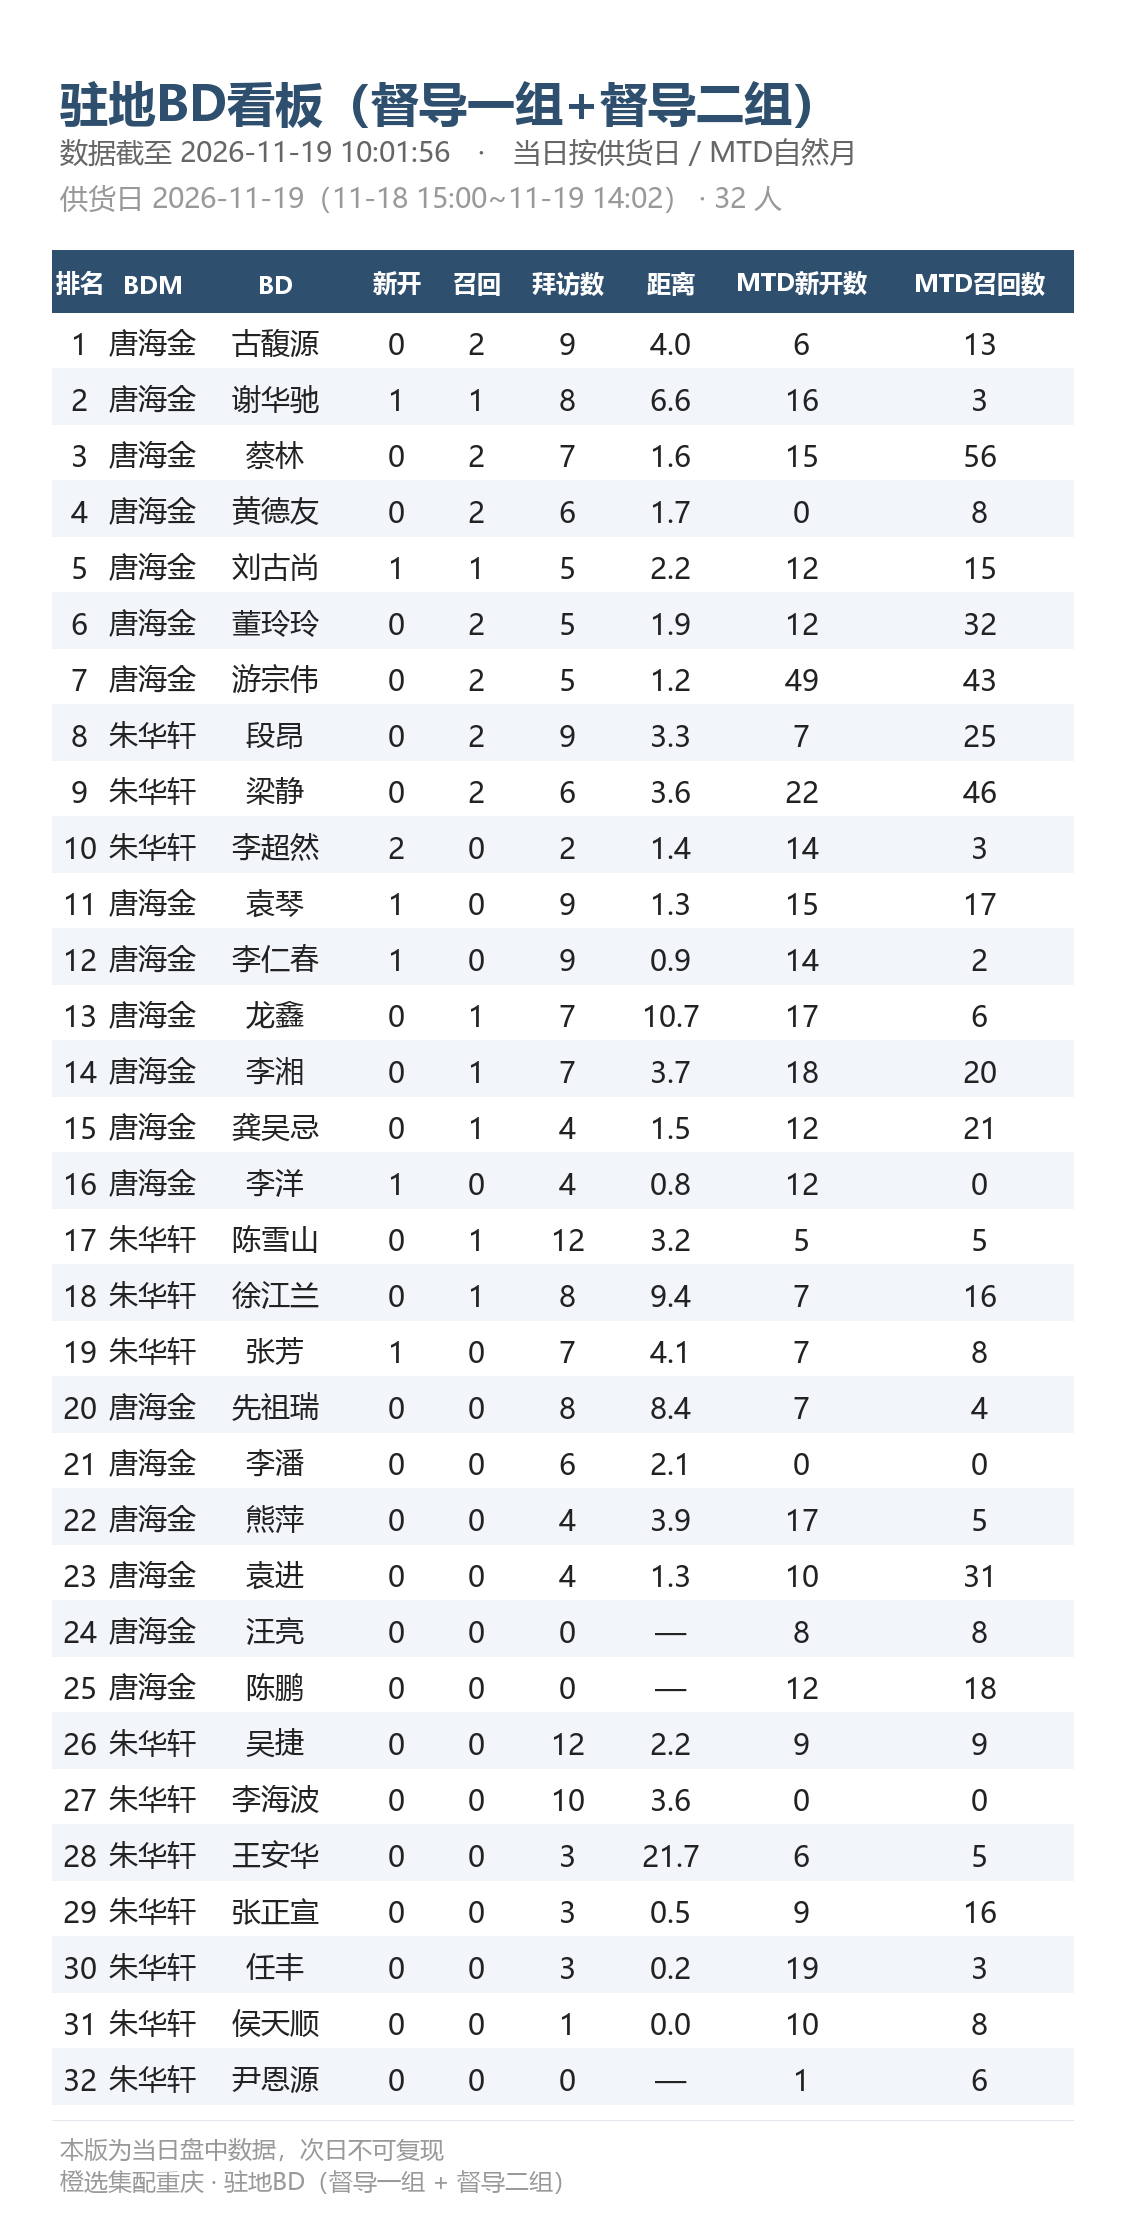 驻地BD看板（督导一组+督导二组）
数据截至 2026-11-19 10:01:56 · 当日按供货日 / MTD自然月
供货日 2026-11-19（11-18 15:00~11-19 14:02） · 32 人
排名 BDM BD 新开 召回 拜访数 距离 MTD新开数 MTD召回数
1 唐海金 古馥源 0 2 9 4.0 6 13
2 唐海金 谢华驰 1 1 8 6.6 16 3
3 唐海金 蔡林 0 2 7 1.6 15 56
4 唐海金 黄德友 0 2 6 1.7 0 8
5 唐海金 刘古尚 1 1 5 2.2 12 15
6 唐海金 董玲玲 0 2 5 1.9 12 32
7 唐海金 游宗伟 0 2 5 1.2 49 43
8 朱华轩 段昂 0 2 9 3.3 7 25
9 朱华轩 梁静 0 2 6 3.6 22 46
10 朱华轩 李超然 2 0 2 1.4 14 3
11 唐海金 袁琴 1 0 9 1.3 15 17
12 唐海金 李仁春 1 0 9 0.9 14 2
13 唐海金 龙鑫 0 1 7 10.7 17 6
14 唐海金 李湘 0 1 7 3.7 18 20
15 唐海金 龚吴忌 0 1 4 1.5 12 21
16 唐海金 李洋 1 0 4 0.8 12 0
17 朱华轩 陈雪山 0 1 12 3.2 5 5
18 朱华轩 徐江兰 0 1 8 9.4 7 16
19 朱华轩 张芳 1 0 7 4.1 7 8
20 唐海金 先祖瑞 0 0 8 8.4 7 4
21 唐海金 李潘 0 0 6 2.1 0 0
22 唐海金 熊萍 0 0 4 3.9 17 5
23 唐海金 袁进 0 0 4 1.3 10 31
24 唐海金 汪亮 0 0 0 — 8 8
25 唐海金 陈鹏 0 0 0 — 12 18
26 朱华轩 吴捷 0 0 12 2.2 9 9
27 朱华轩 李海波 0 0 10 3.6 0 0
28 朱华轩 王安华 0 0 3 21.7 6 5
29 朱华轩 张正宣 0 0 3 0.5 9 16
30 朱华轩 任丰 0 0 3 0.2 19 3
31 朱华轩 侯天顺 0 0 1 0.0 10 8
32 朱华轩 尹恩源 0 0 0 — 1 6
本版为当日盘中数据，次日不可复现
橙选集配重庆 · 驻地BD（督导一组 + 督导二组）